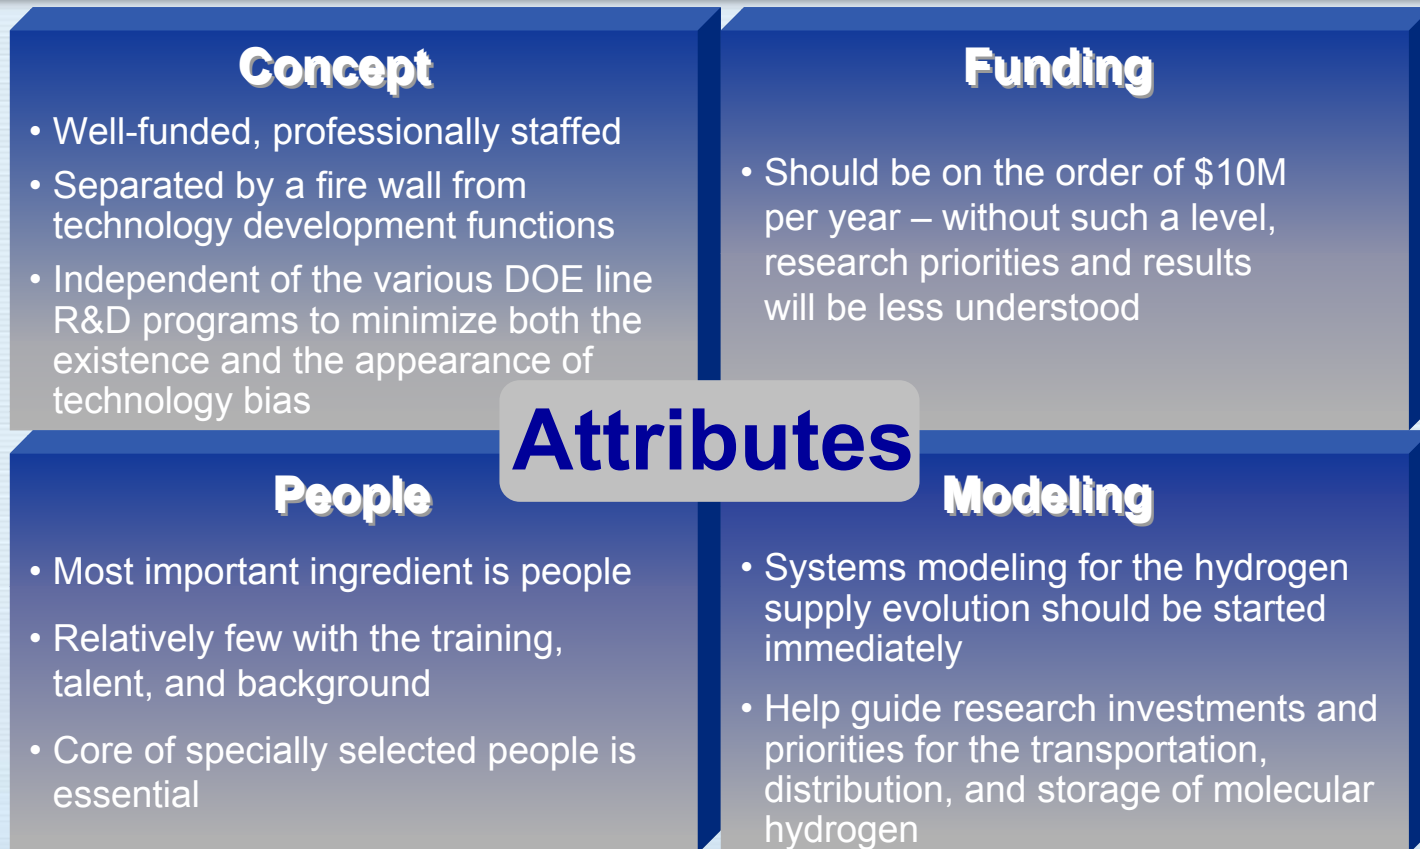 Concept
• Well-funded, professionally staffed
• Separated by a fire wall from
technology development functions
• Independent of the various DOE line
R&D programs to minimize both the
existence and the appearance of
technology bias
Funding
• Should be on the order of $10M
per year – without such a level,
research priorities and results
will be less understood
Attributes
People
• Most important ingredient is people
• Relatively few with the training,
talent, and background
• Core of specially selected people is
essential
Modeling
• Systems modeling for the hydrogen
supply evolution should be started
immediately
• Help guide research investments and
priorities for the transportation,
distribution, and storage of molecular
hydrogen